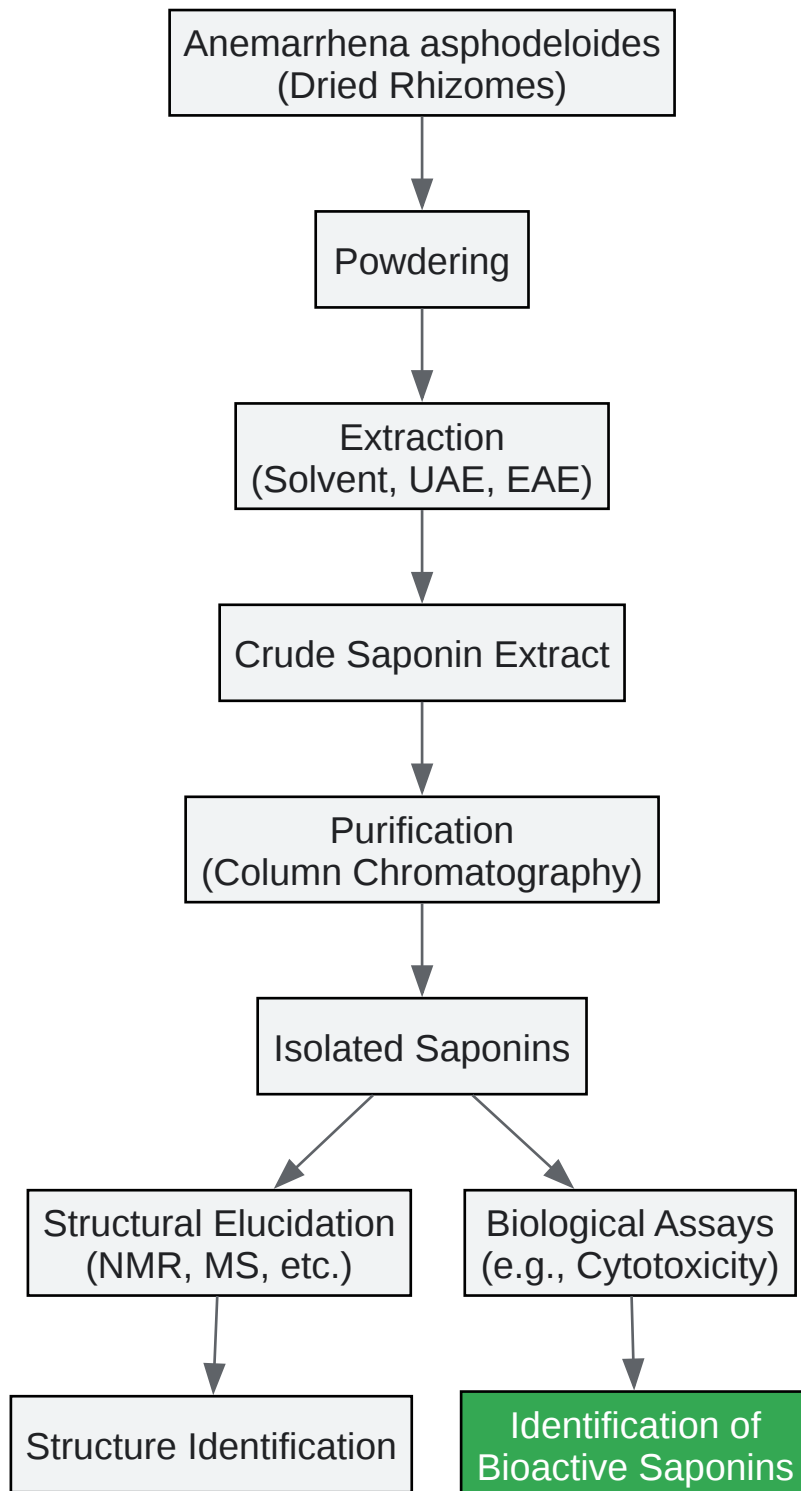 Anemarrhena asphodeloides
(Dried Rhizomes)
Powdering
Extraction
(Solvent, UAE, EAE)
Crude Saponin Extract
Purification
(Column Chromatography)
Isolated Saponins
Structural Elucidation
(NMR, MS, etc.)
Biological Assays
(e.g., Cytotoxicity)
Structure Identification
Identification of
Bioactive Saponins